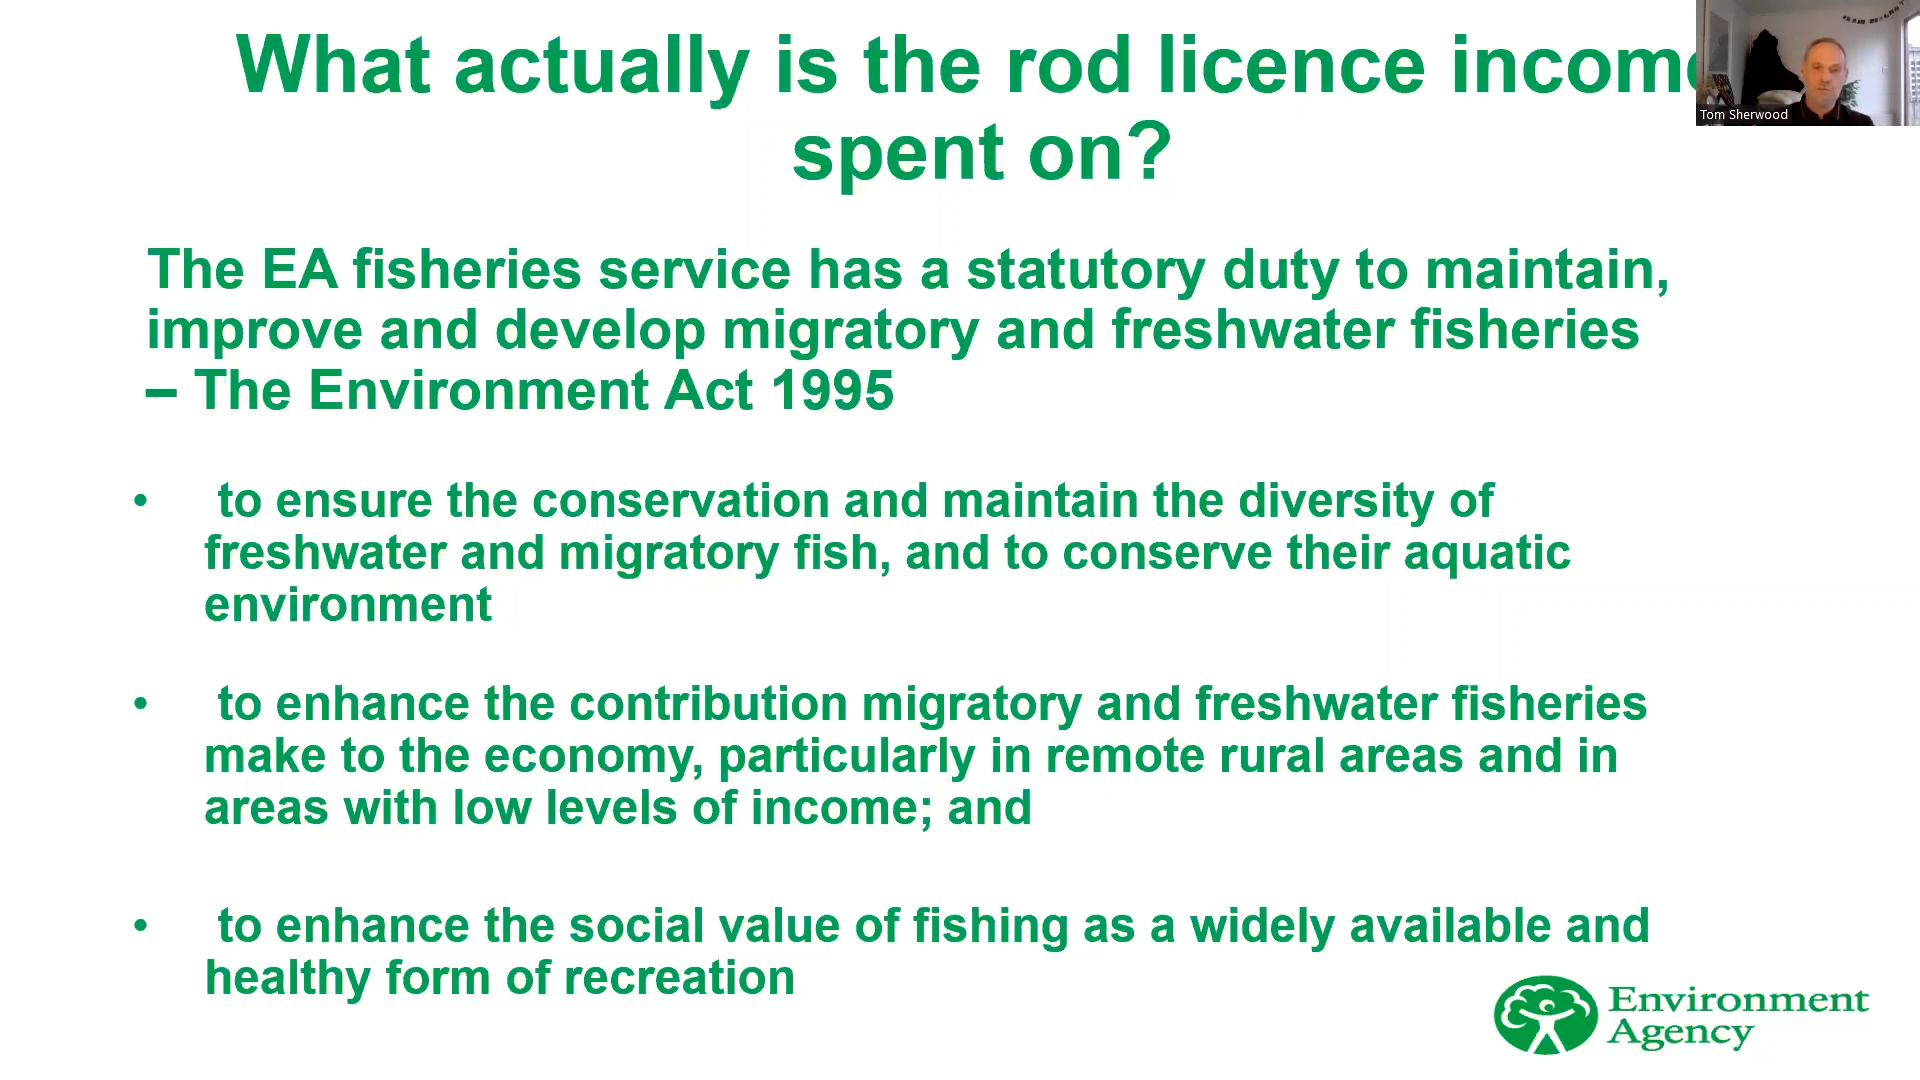 What actually is the rod licence income
spent on?
Tom Sherwood
The EA fisheries service has a statutory duty to maintain,
improve and develop migratory and freshwater fisheries
– The Environment Act 1995
• to ensure the conservation and maintain the diversity of
freshwater and migratory fish, and to conserve their aquatic
environment
• to enhance the contribution migratory and freshwater fisheries
make to the economy, particularly in remote rural areas and in
areas with low levels of income; and
• to enhance the social value of fishing as a widely available and
healthy form of recreation
Environment
Agency